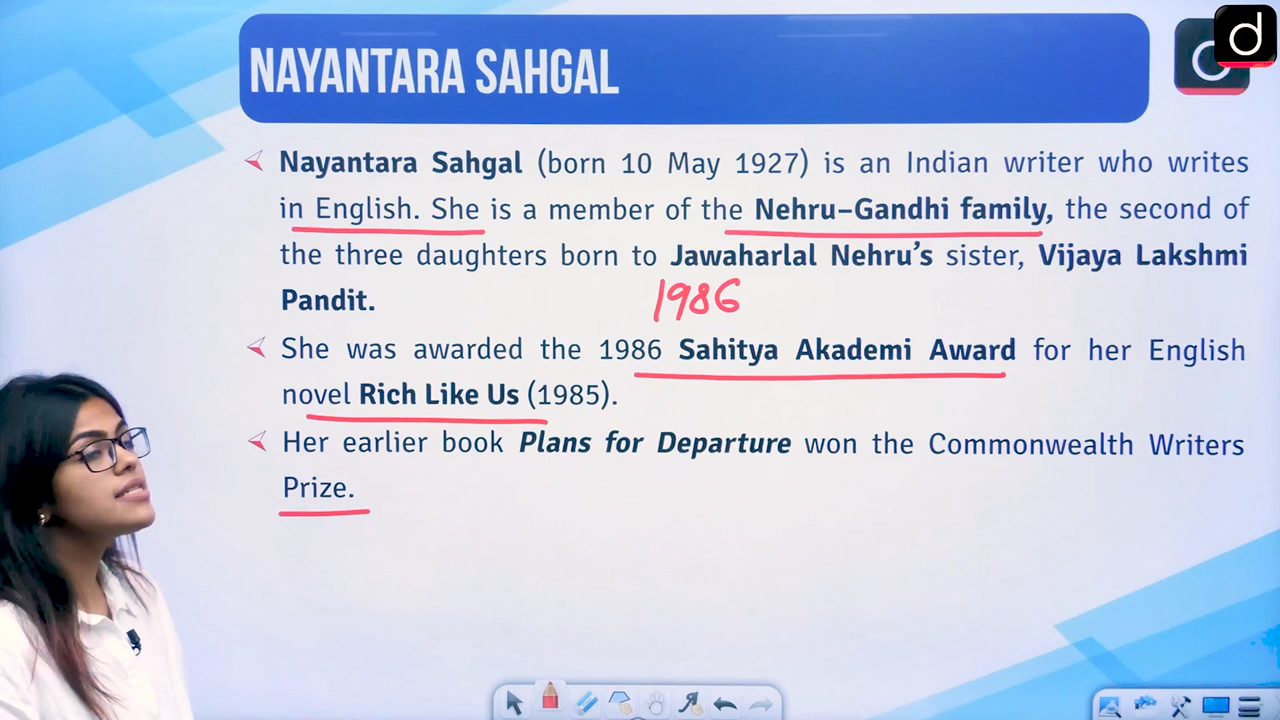 NAYANTARA SAHGAL
d
Nayantara Sahgal (born 10 May 1927) is an Indian writer who writes
in English. She is a member of the Nehru–Gandhi family, the second of
the three daughters born to Jawaharlal Nehru's sister, Vijaya Lakshmi
Pandit.
1986
She was awarded the 1986 Sahitya Akademi Award for her English
novel Rich Like Us (1985).
Her earlier book Plans for Departure won the Commonwealth Writers
Prize.